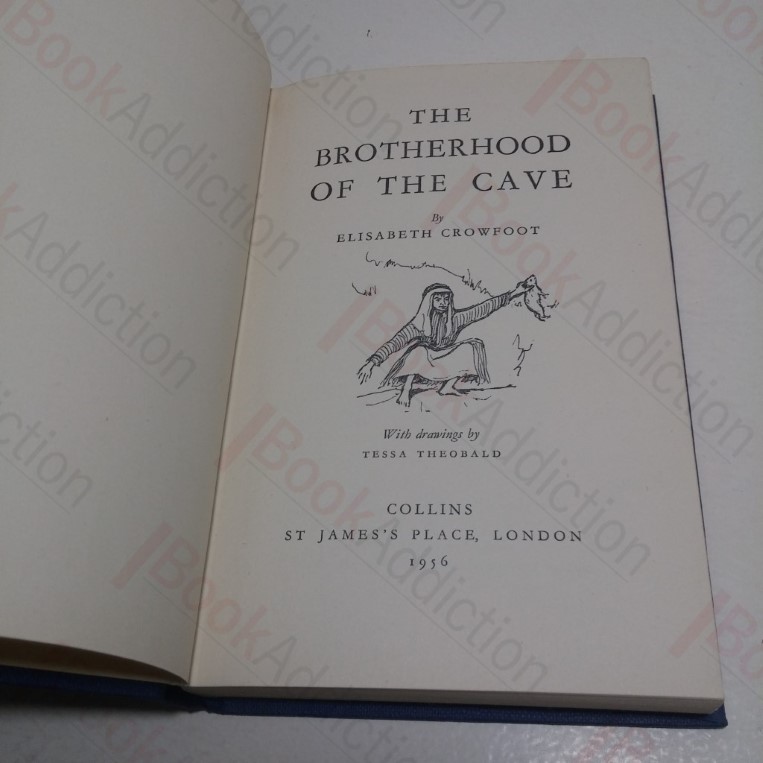 THE
BROTHERHOOD
OF THE CAVE
By
ELISABETH CROWFOOT
With drawings by
TESSA THEOBALD
COLLINS
ST JAMES'S PLACE, LONDON
1956
BookAddiction